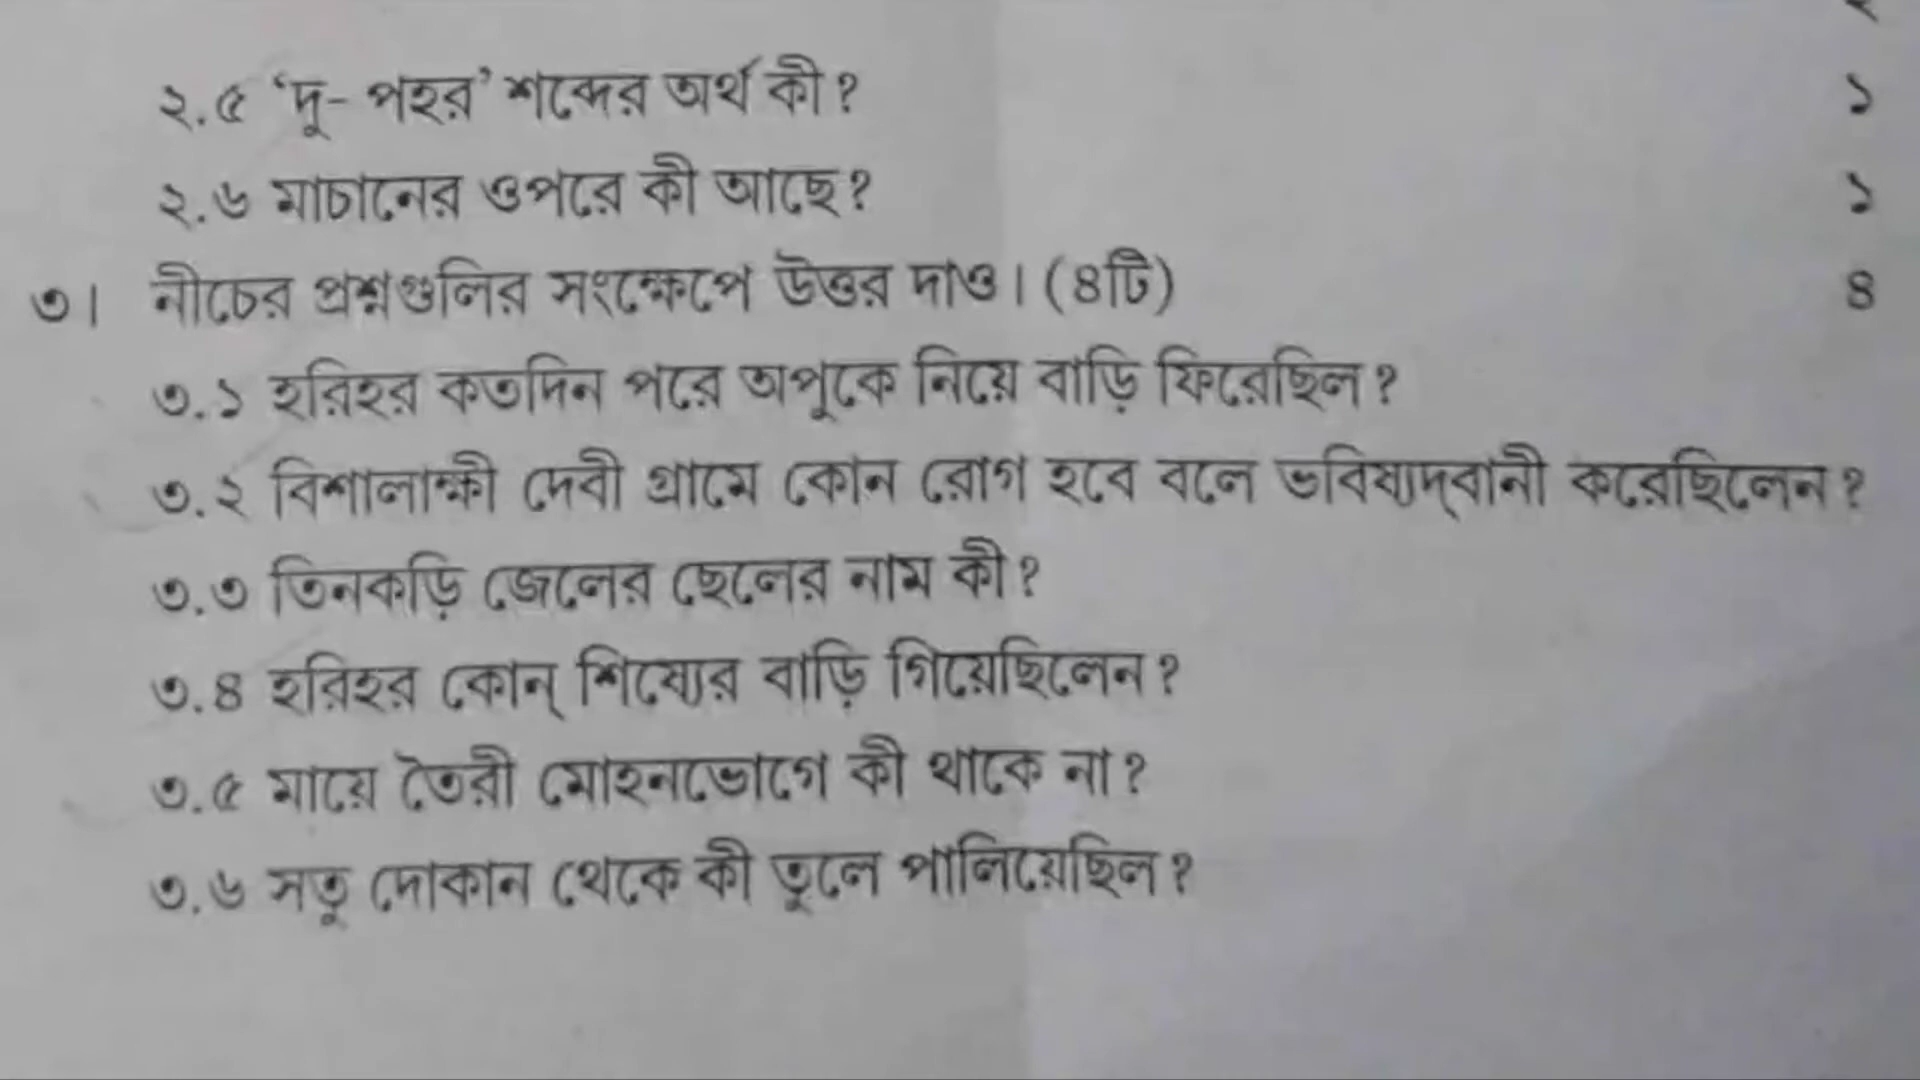 ২.৫ ‘দু- পহর’ শব্দের অর্থ কী? ১
২.৬ মাচানের ওপরে কী আছে? ১
৩। নীচের প্রশ্নগুলির সংক্ষেপে উত্তর দাও। (৪টি) ৪
৩.১ হরিহর কতদিন পরে অপুকে নিয়ে বাড়ি ফিরেছিল?
৩.২ বিশালাক্ষী দেবী গ্রামে কোন রোগ হবে বলে ভবিষ্যদ্‌বানী করেছিলেন?
৩.৩ তিনকড়ি জেলের ছেলের নাম কী?
৩.৪ হরিহর কোন্ শিষ্যের বাড়ি গিয়েছিলেন?
৩.৫ মায়ে তৈরী মোহনভোগে কী থাকে না?
৩.৬ সতু দোকান থেকে কী তুলে পালিয়েছিল?